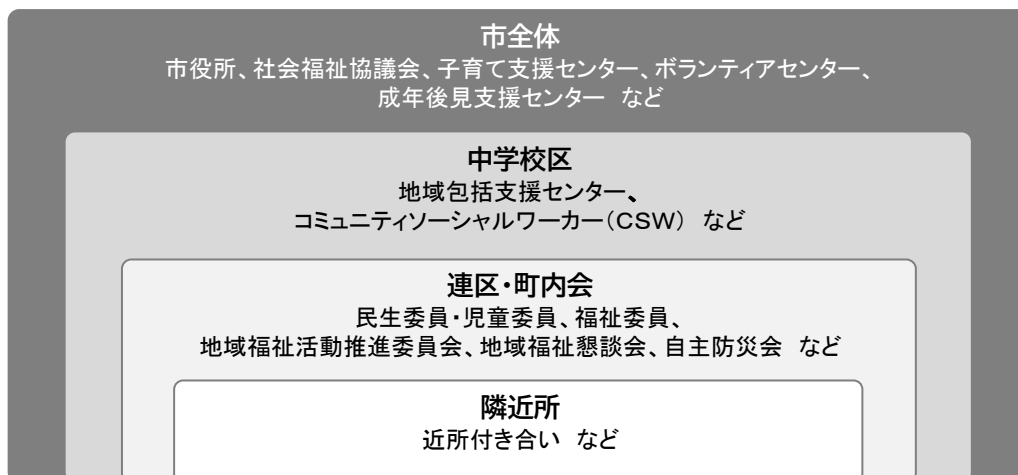 市全体
市役所、社会福祉協議会、子育て支援センター、ボランティアセンター、
成年後見支援センター　など
中学校区
地域包括支援センター、
コミュニティソーシャルワーカー（CSW）　など
連区・町内会
民生委員・児童委員、福祉委員、
地域福祉活動推進委員会、地域福祉懇談会、自主防災会　など
隣近所
近所付き合い　など